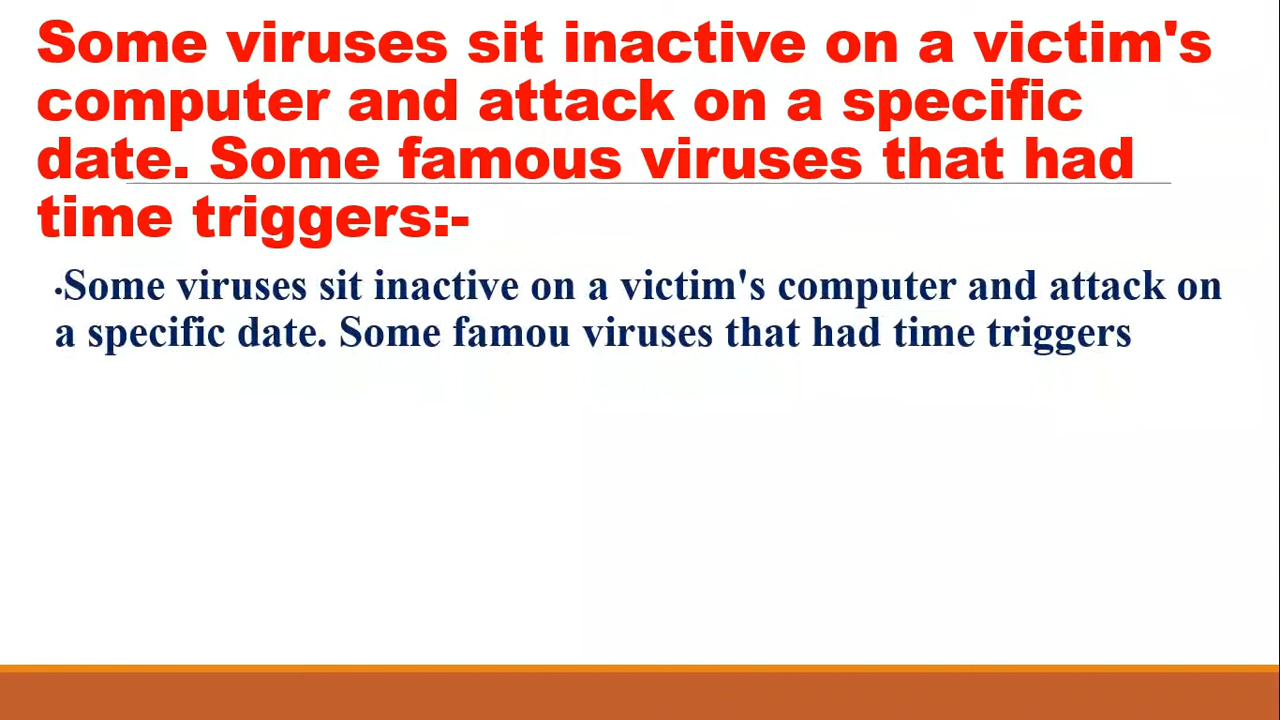 Some viruses sit inactive on a victim's
computer and attack on a specific
date. Some famous viruses that had
time triggers:-
•Some viruses sit inactive on a victim's computer and attack on
a specific date. Some famou viruses that had time triggers